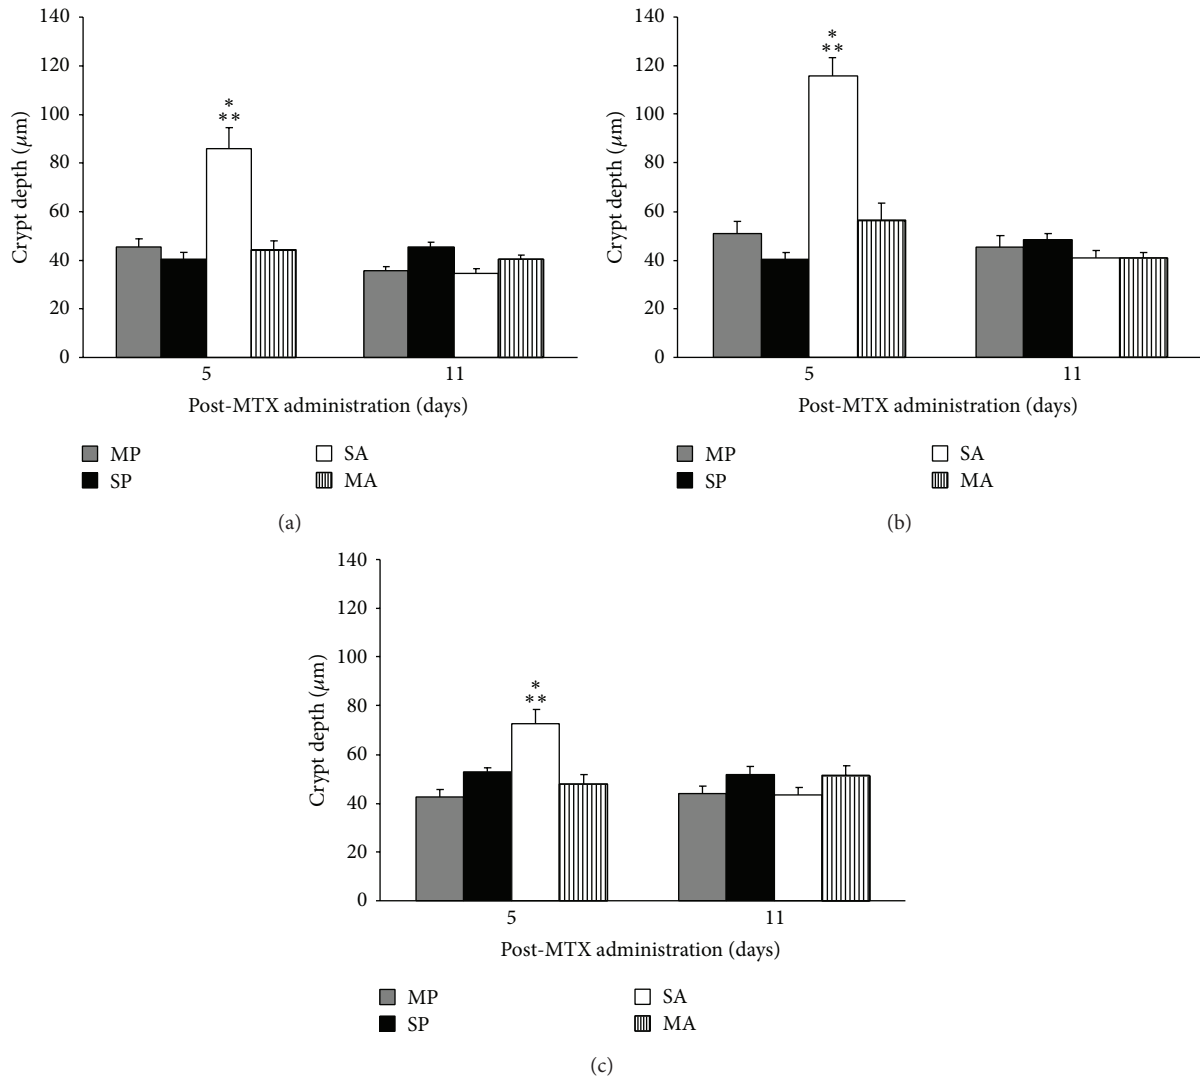 140
120
100
80
60
40
20
0
Crypt depth (µm)
*
**
5 11
Post-MTX administration (days)
MP SA
SP MA
(a)
140
120
100
80
60
40
20
0
Crypt depth (µm)
*
**
5 11
Post-MTX administration (days)
MP SA
SP MA
(b)
140
120
100
80
60
40
20
0
Crypt depth (µm)
*
**
5 11
Post-MTX administration (days)
MP SA
SP MA
(c)